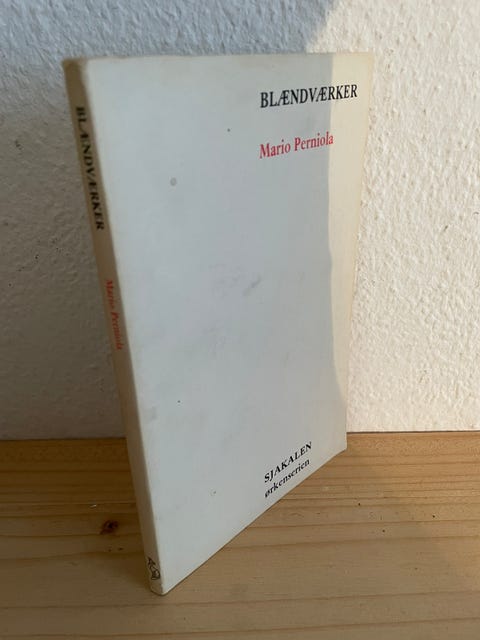 BLÆNDVÆRKER
Mario Perniola
SJAKALEN
ørkenserien
BLÆNDVÆRKER
Mario Perniola